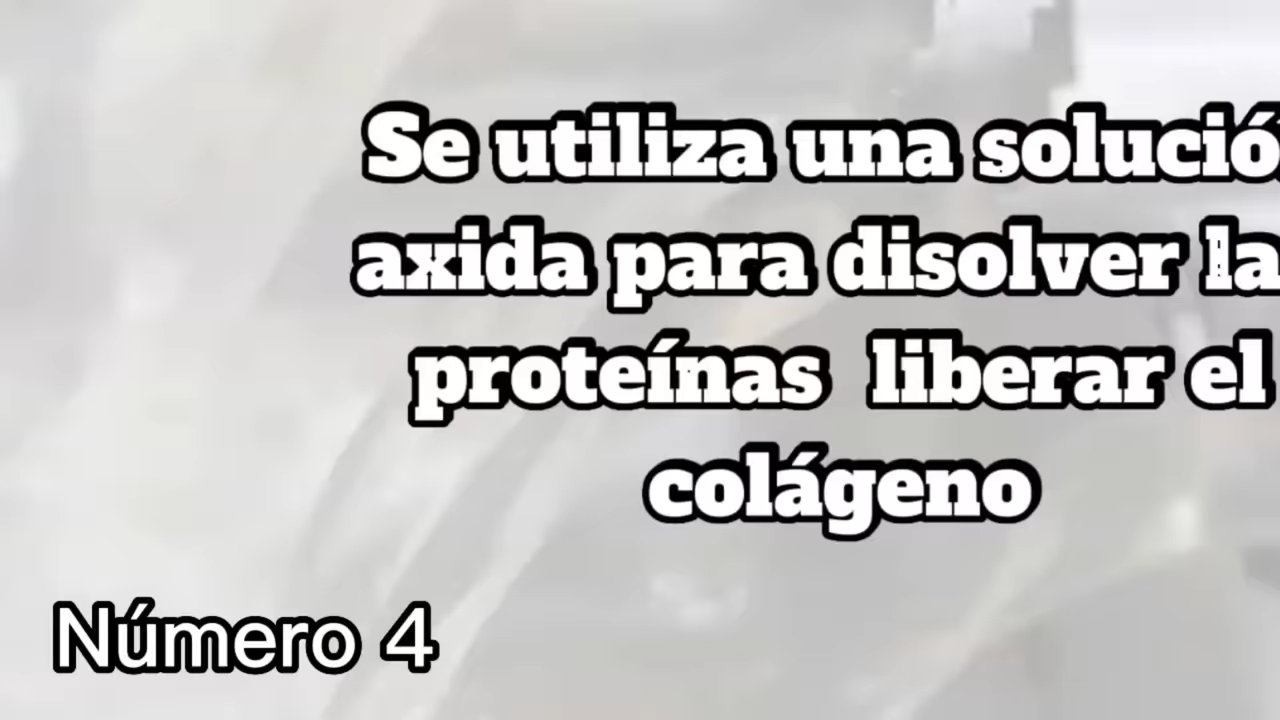 Se utiliza una solució
axida para disolver la
proteínas liberar el
colágeno
Número 4